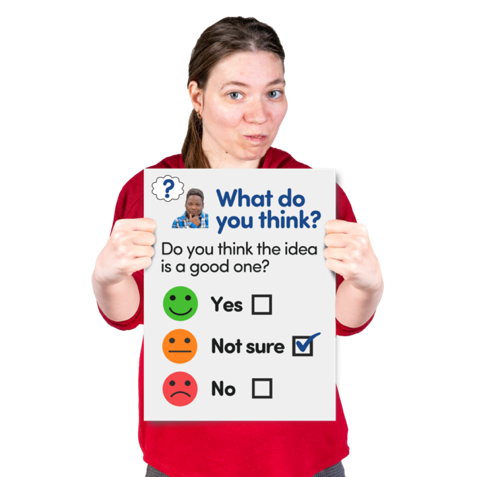 ?
What do
you think?
Do you think the idea
is a good one?
Yes
Not sure
No